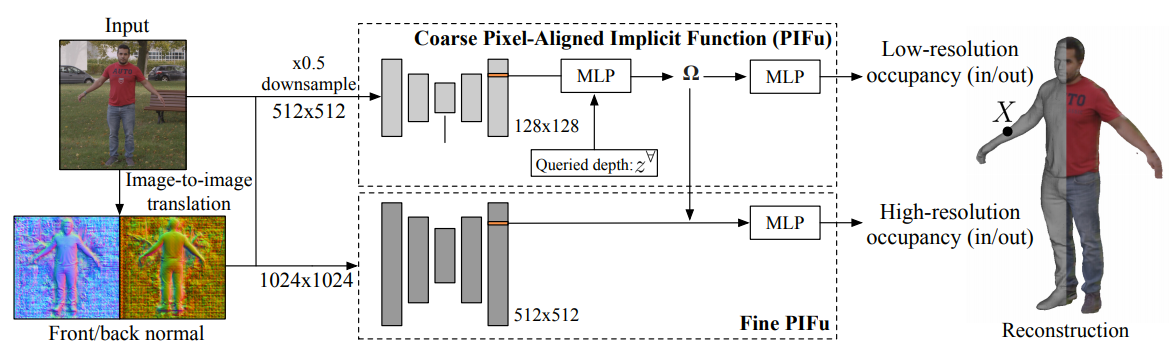 Input
Image-to-image
translation
Front/back normal
x0.5
downsample
512x512
1024x1024
Coarse Pixel-Aligned Implicit Function (PIFu)
128x128
MLP
Queried depth: z∀
Ω
MLP
512x512
MLP
Fine PIFu
Low-resolution
occupancy (in/out)
High-resolution
occupancy (in/out)
X
TO
Reconstruction